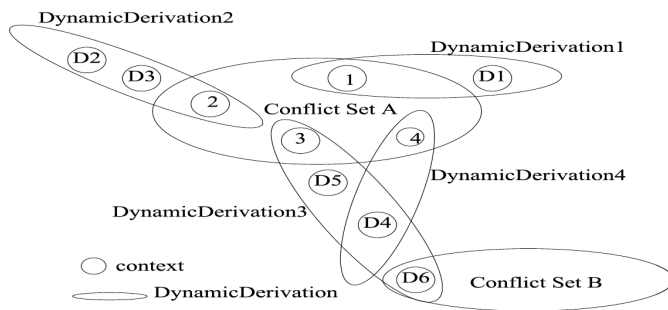 DynamicDerivation2
DynamicDerivation1
D2
D3
1
D1
2
Conflict Set A
3
4
D5
DynamicDerivation4
DynamicDerivation3
D4
context
D6
Conflict Set B
DynamicDerivation